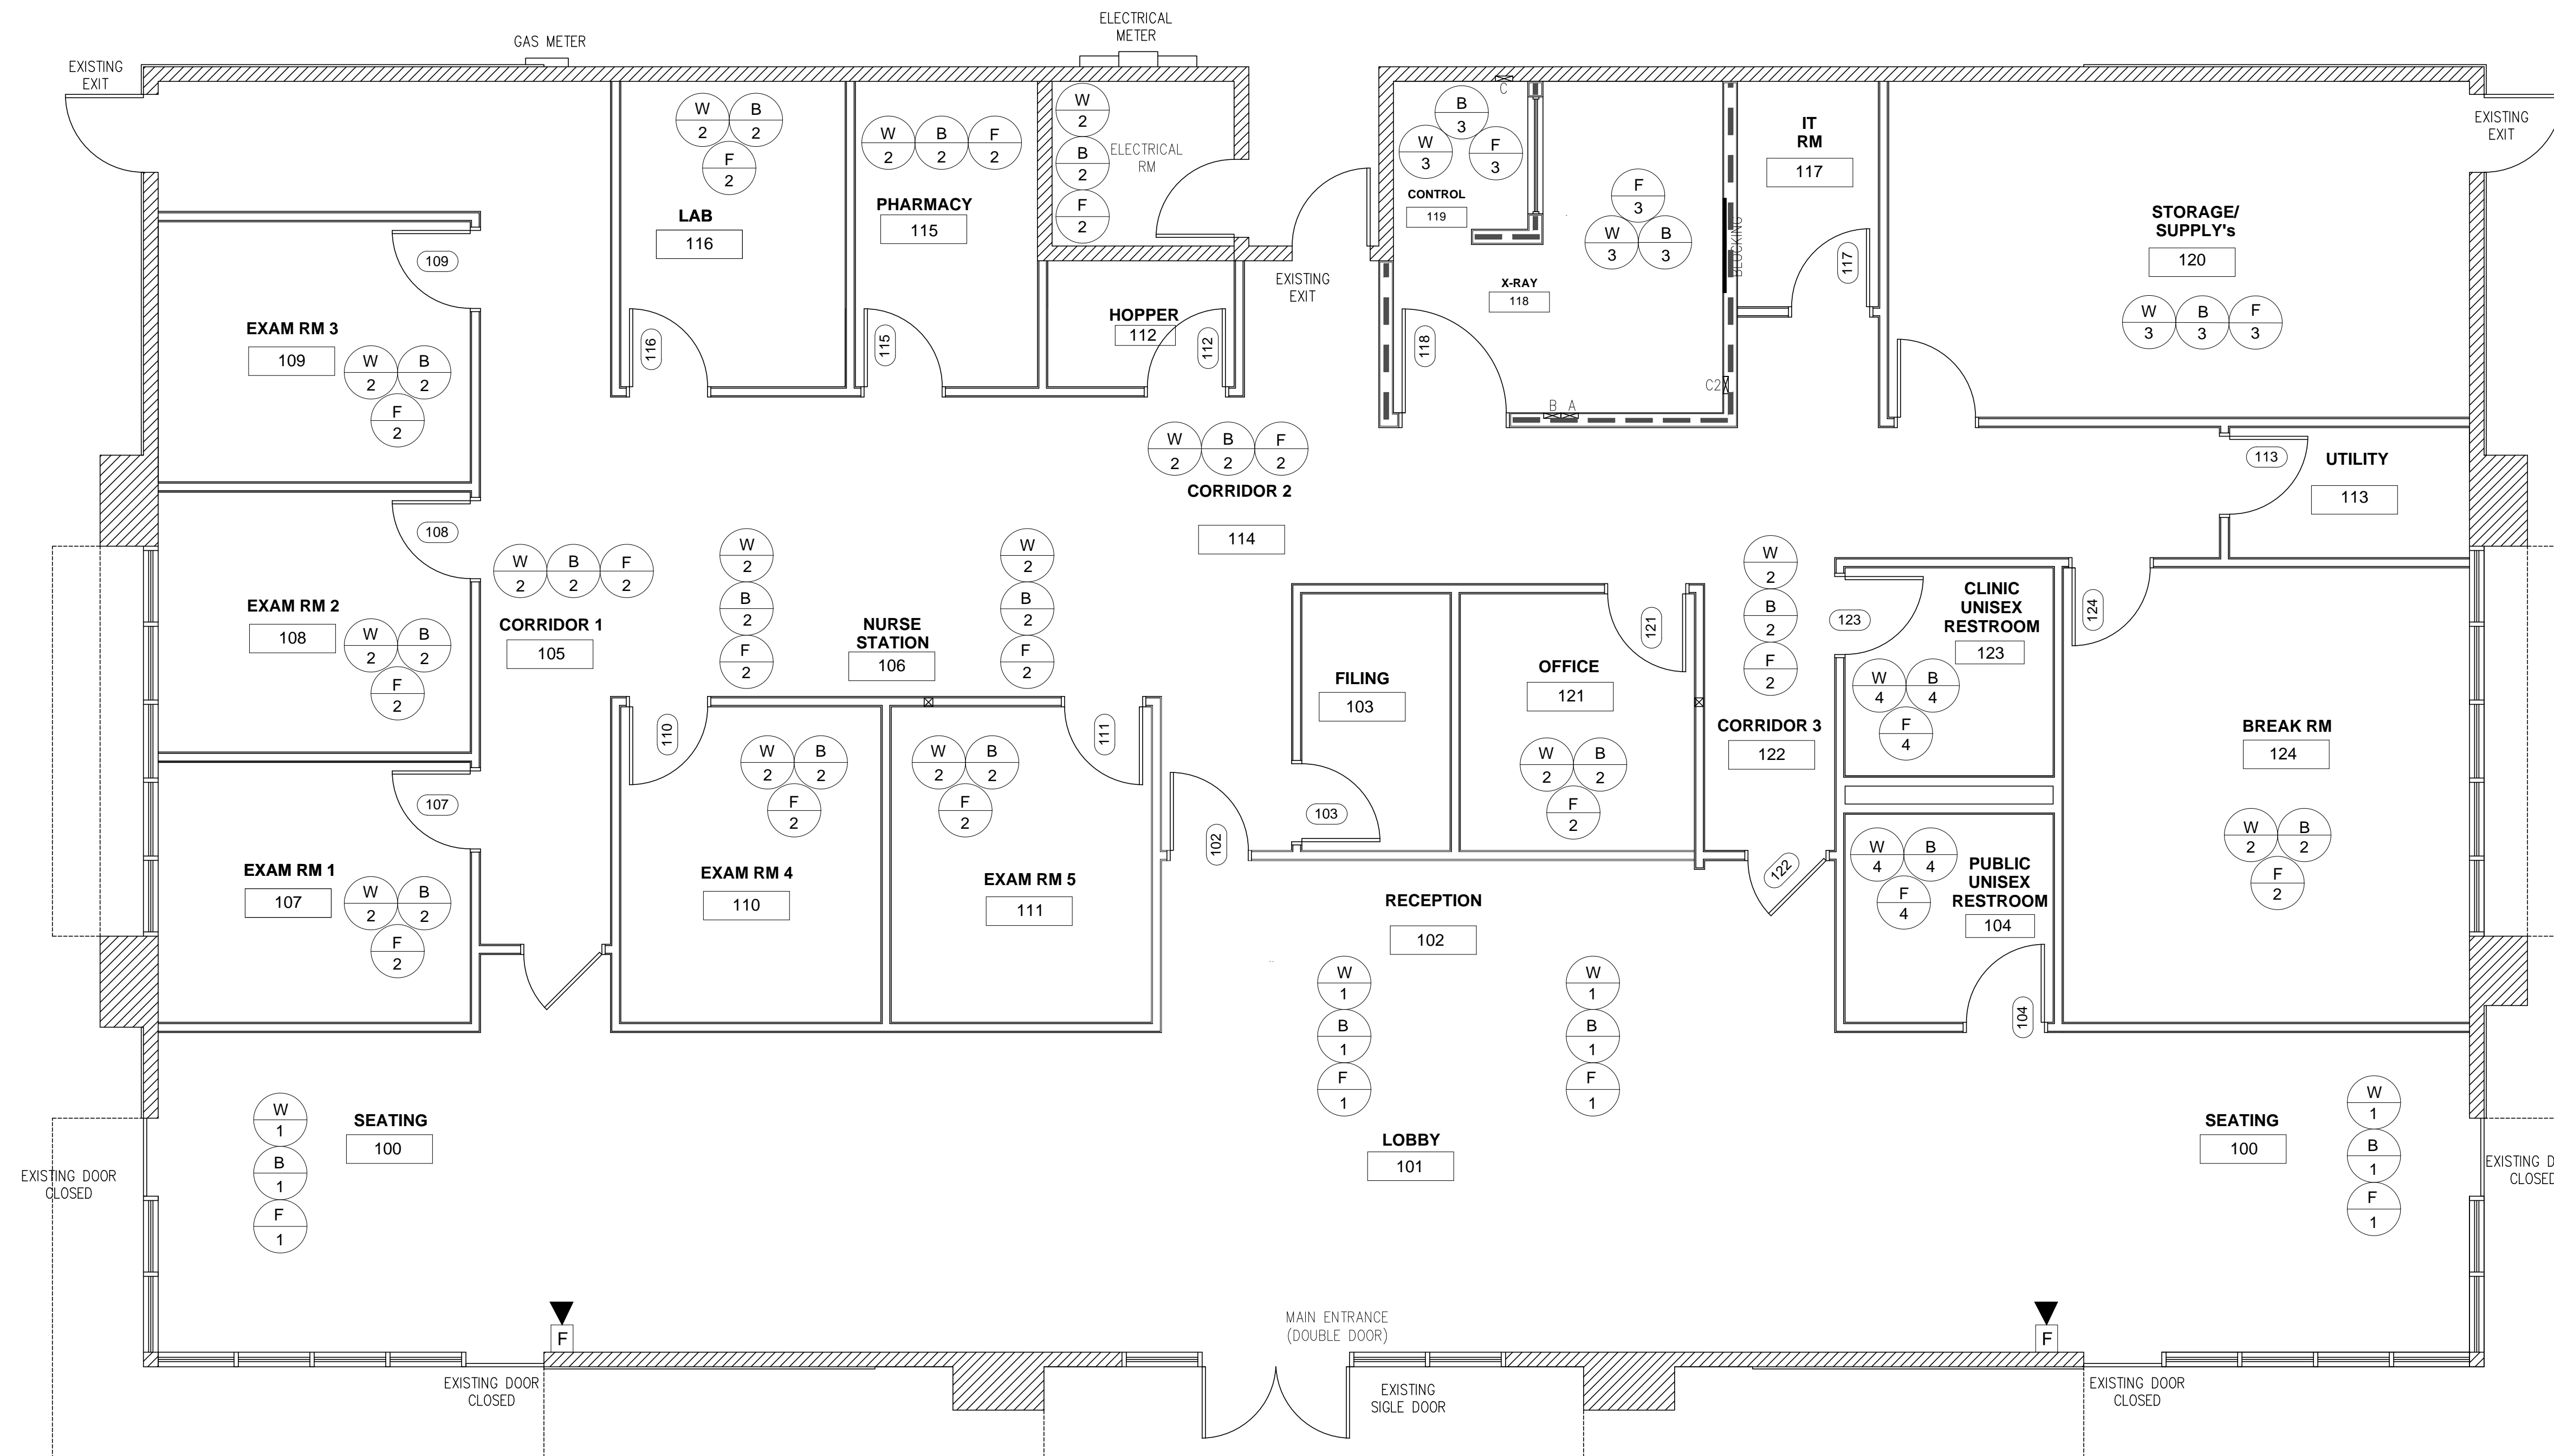 ELECTRICAL
METER
GAS METER
EXISTING
EXIT
EXISTING
EXIT
W
2
B
2
F
2
LAB
116
W
2
B
2
F
2
PHARMACY
115
W
2
B
2
F
2
ELECTRICAL
RM
C
B
3
W
3
F
3
CONTROL
119
F
3
W
3
B
3
X-RAY
118
BLOCKING
IT
RM
117
117
STORAGE/
SUPPLY's
120
W
3
B
3
F
3
109
EXAM RM 3
109
W
2
B
2
F
2
116
115
HOPPER
112
112
EXISTING
EXIT
118
B A
C2
W
2
B
2
F
2
CORRIDOR 2
114
113
UTILITY
113
108
EXAM RM 2
108
W
2
B
2
F
2
W
2
B
2
F
2
CORRIDOR 1
105
W
2
B
2
F
2
NURSE
STATION
106
W
2
B
2
F
2
FILING
103
103
OFFICE
121
121
W
2
B
2
F
2
W
2
B
2
F
2
CORRIDOR 3
122
122
123
CLINIC
UNISEX
RESTROOM
123
W
4
B
4
F
4
124
BREAK RM
124
W
2
B
2
F
2
107
EXAM RM 1
107
W
2
B
2
F
2
110
W
2
B
2
F
2
EXAM RM 4
110
111
W
2
B
2
F
2
EXAM RM 5
111
102
RECEPTION
102
W
4
B
4
F
4
PUBLIC
UNISEX
RESTROOM
104
104
W
1
B
1
F
1
W
1
B
1
F
1
W
1
B
1
F
1
SEATING
100
LOBBY
101
SEATING
100
W
1
B
1
F
1
EXISTING DOOR
CLOSED
EXISTING D
CLOSED
F
MAIN ENTRANCE
(DOUBLE DOOR)
F
EXISTING DOOR
CLOSED
EXISTING
SIGLE DOOR
EXISTING DOOR
CLOSED